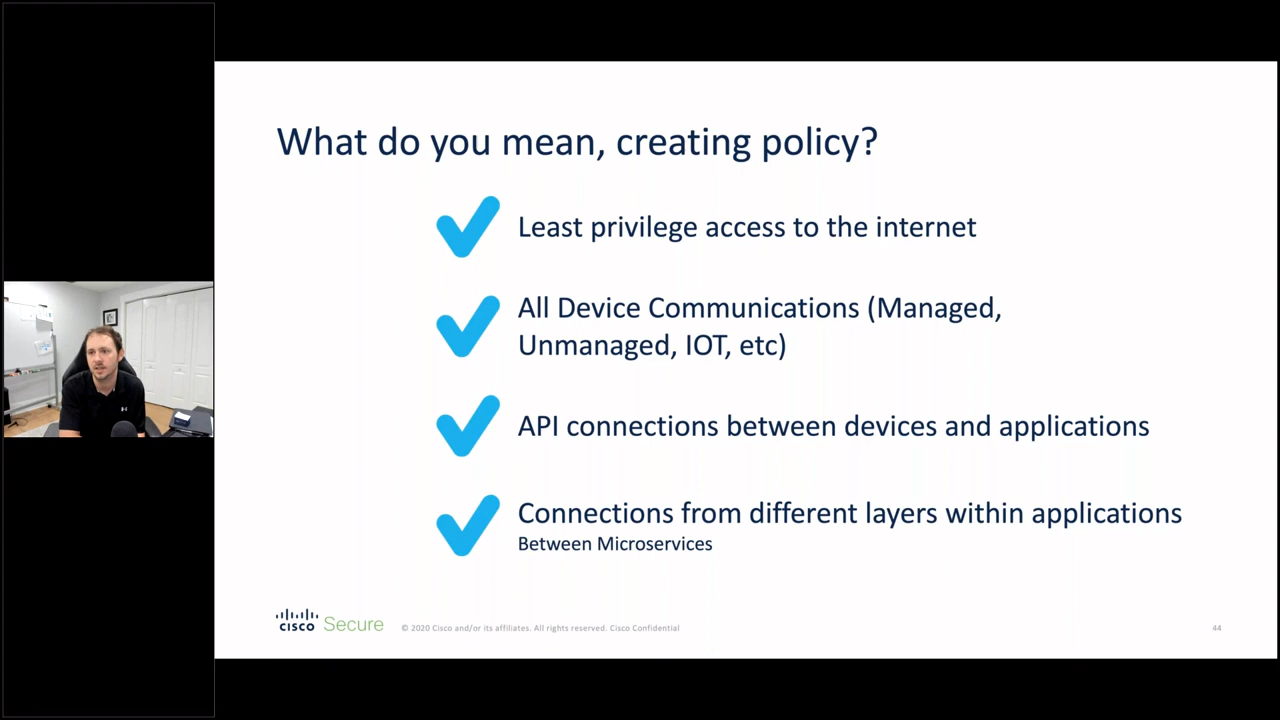 What do you mean, creating policy?
Least privilege access to the internet
All Device Communications (Managed,
Unmanaged, IOT, etc)
API connections between devices and applications
Connections from different layers within applications
Between Microservices
CISCO Secure
© 2020 Cisco and/or its affiliates. All rights reserved. Cisco Confidential
44